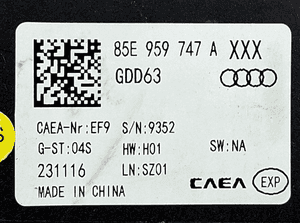 85E 959 747 A XXX
GDD63
CAEA-Nr:EF9 S/N:9352
G-ST:04S HW:H01 SW:NA
231116 LN:SZ01
MADE IN CHINA CAEA EXP
S